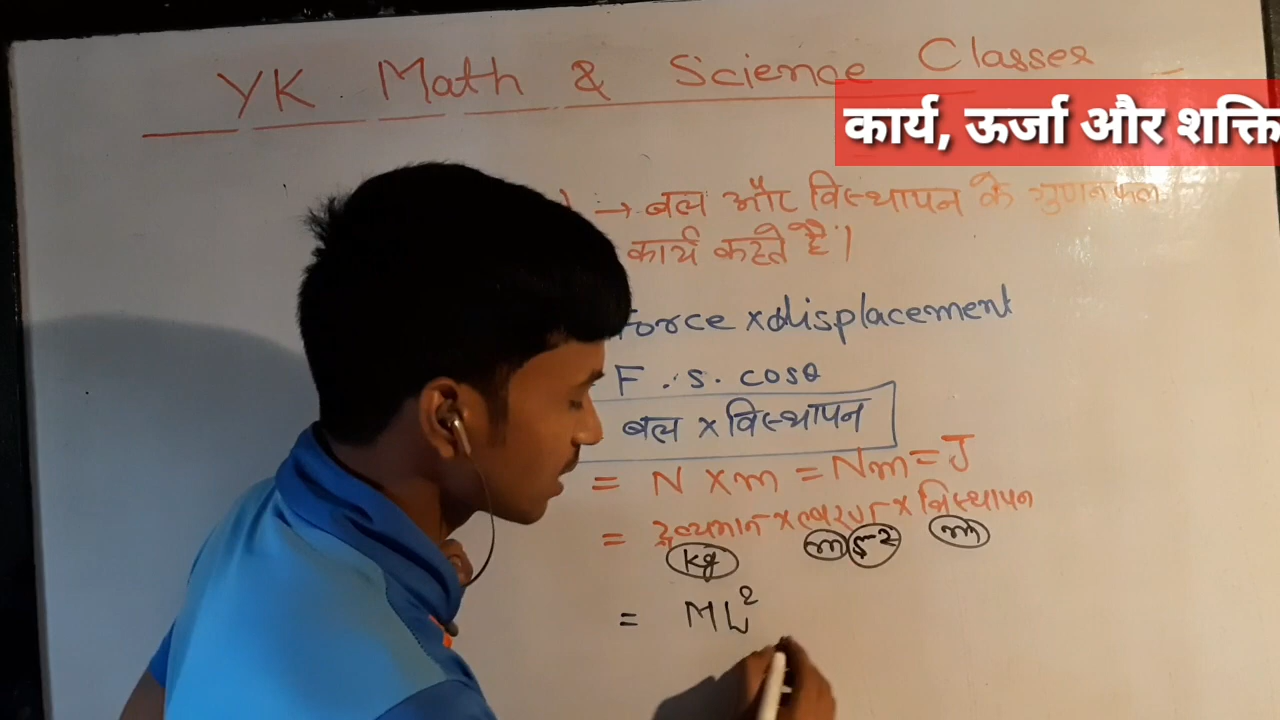 YK Math & Science Classes
कार्य, ऊर्जा और शक्ति
→ बल और विस्थापन के गुणनफल
कार्य कहते है।
Force x displacement
F . s. cosθ
बल x विस्थापन
= N x m = Nm = J
= द्रव्यमान x त्वरण x विस्थापन
kg m s-2 m
= ML²